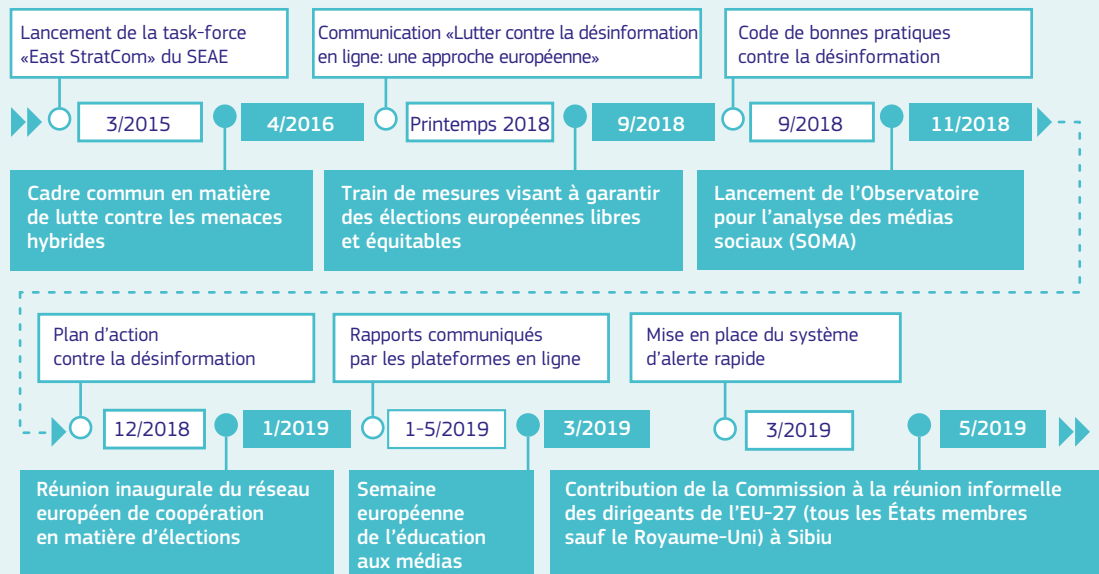 Lancement de la task-force
«East StratCom» du SEAE
Communication «Lutter contre la désinformation
en ligne: une approche européenne»
Code de bonnes pratiques
contre la désinformation
3/2015
4/2016
Printemps 2018
9/2018
9/2018
11/2018
Cadre commun en matière
de lutte contre les menaces
hybrides
Train de mesures visant à garantir
des élections européennes libres
et équitables
Lancement de l’Observatoire
pour l’analyse des médias
sociaux (SOMA)
Plan d’action
contre la désinformation
Rapports communiqués
par les plateformes en ligne
Mise en place du système
d’alerte rapide
12/2018
1/2019
1-5/2019
3/2019
3/2019
5/2019
Réunion inaugurale du réseau
européen de coopération
en matière d’élections
Semaine
européenne
de l’éducation
aux médias
Contribution de la Commission à la réunion informelle
des dirigeants de l’EU-27 (tous les États membres
sauf le Royaume-Uni) à Sibiu